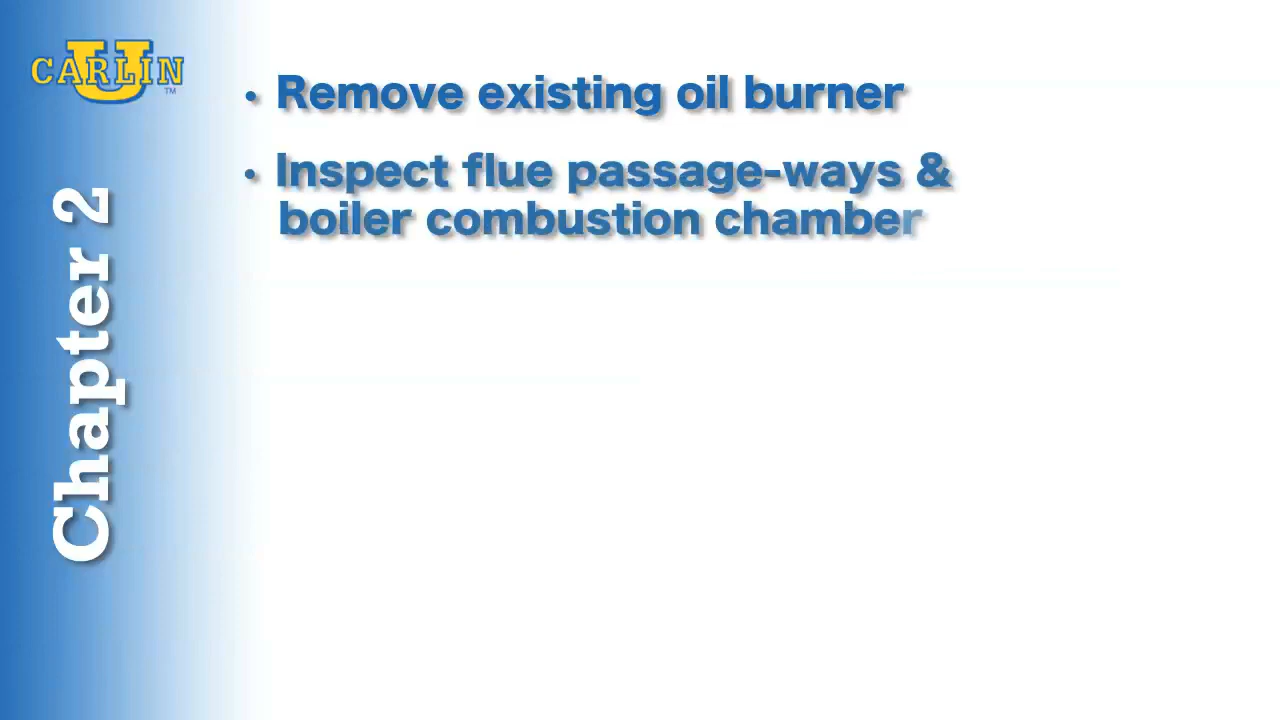 CARLIN
U
TM
Chapter 2
• Remove existing oil burner
• Inspect flue passage-ways &
boiler combustion chamber